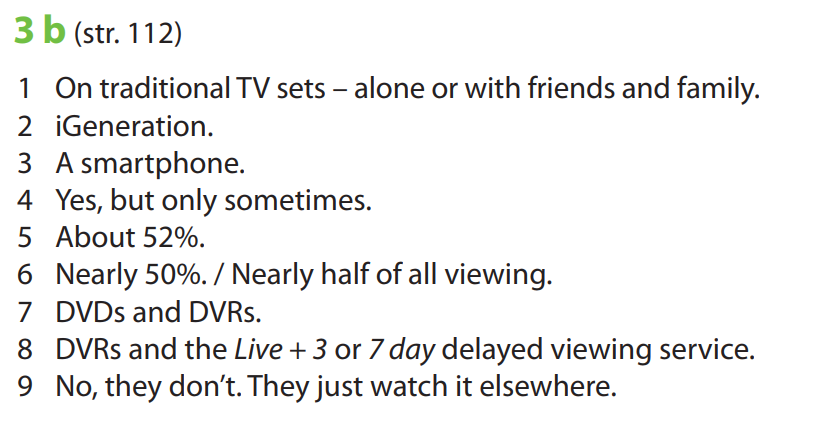 3 b (str. 112)
1 On traditional TV sets – alone or with friends and family.
2 iGeneration.
3 A smartphone.
4 Yes, but only sometimes.
5 About 52%.
6 Nearly 50%. / Nearly half of all viewing.
7 DVDs and DVRs.
8 DVRs and the Live + 3 or 7 day delayed viewing service.
9 No, they don’t. They just watch it elsewhere.